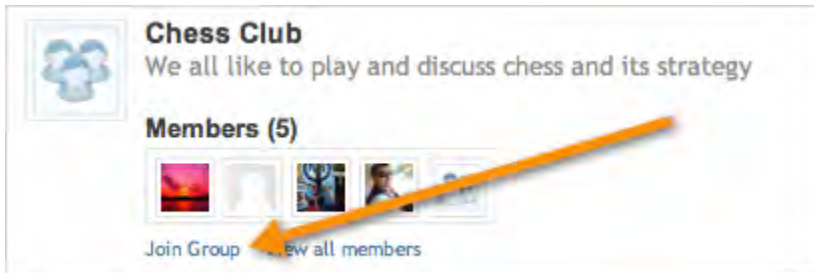 Chess Club
We all like to play and discuss chess and its strategy
Members (5)
Join Group View all members